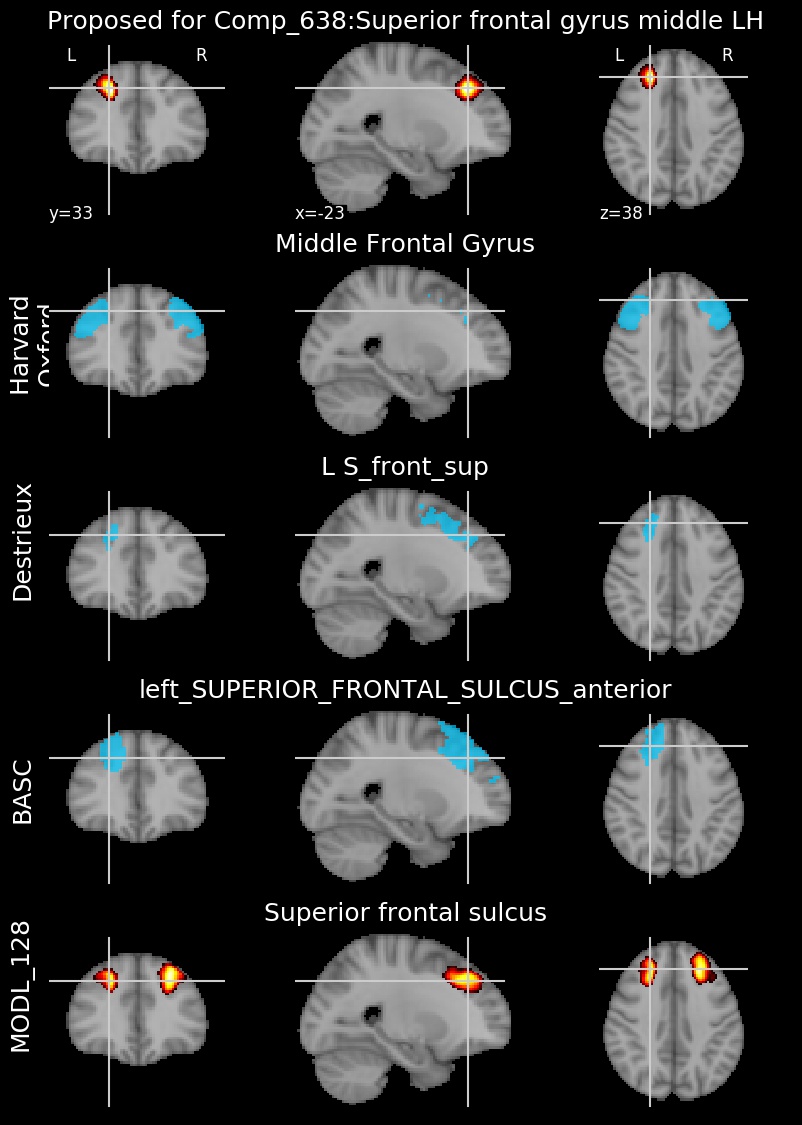 Proposed for Comp_638:Superior frontal gyrus middle LH
L R L R
y=33 x=-23 z=38
Middle Frontal Gyrus
Harvard
Oxford
L S_front_sup
Destrieux
left_SUPERIOR_FRONTAL_SULCUS_anterior
BASC
Superior frontal sulcus
MODL_128